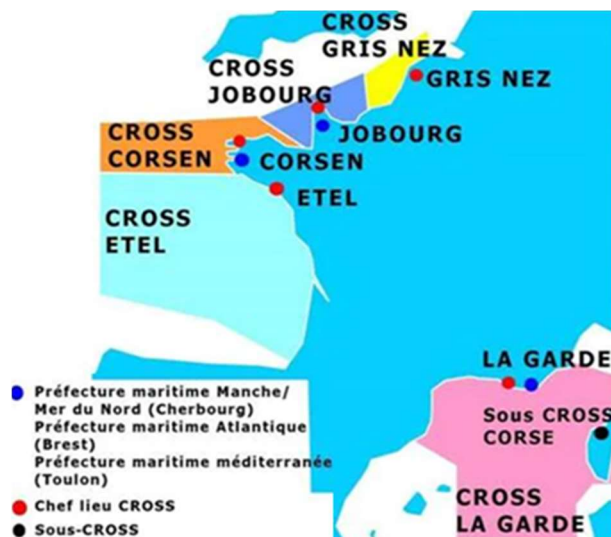 CROSS
GRIS NEZ
CROSS
JOBOURG
GRIS NEZ
CROSS
CORSEN
JOBOURG
CORSEN
ETEL
CROSS
ETEL
LA GARDE
Sous CROSS
CORSE
CROSS
LA GARDE
Préfecture maritime Manche/
Mer du Nord (Cherbourg)
Préfecture maritime Atlantique
(Brest)
Préfecture maritime méditerranée
(Toulon)
Chef lieu CROSS
Sous-CROSS